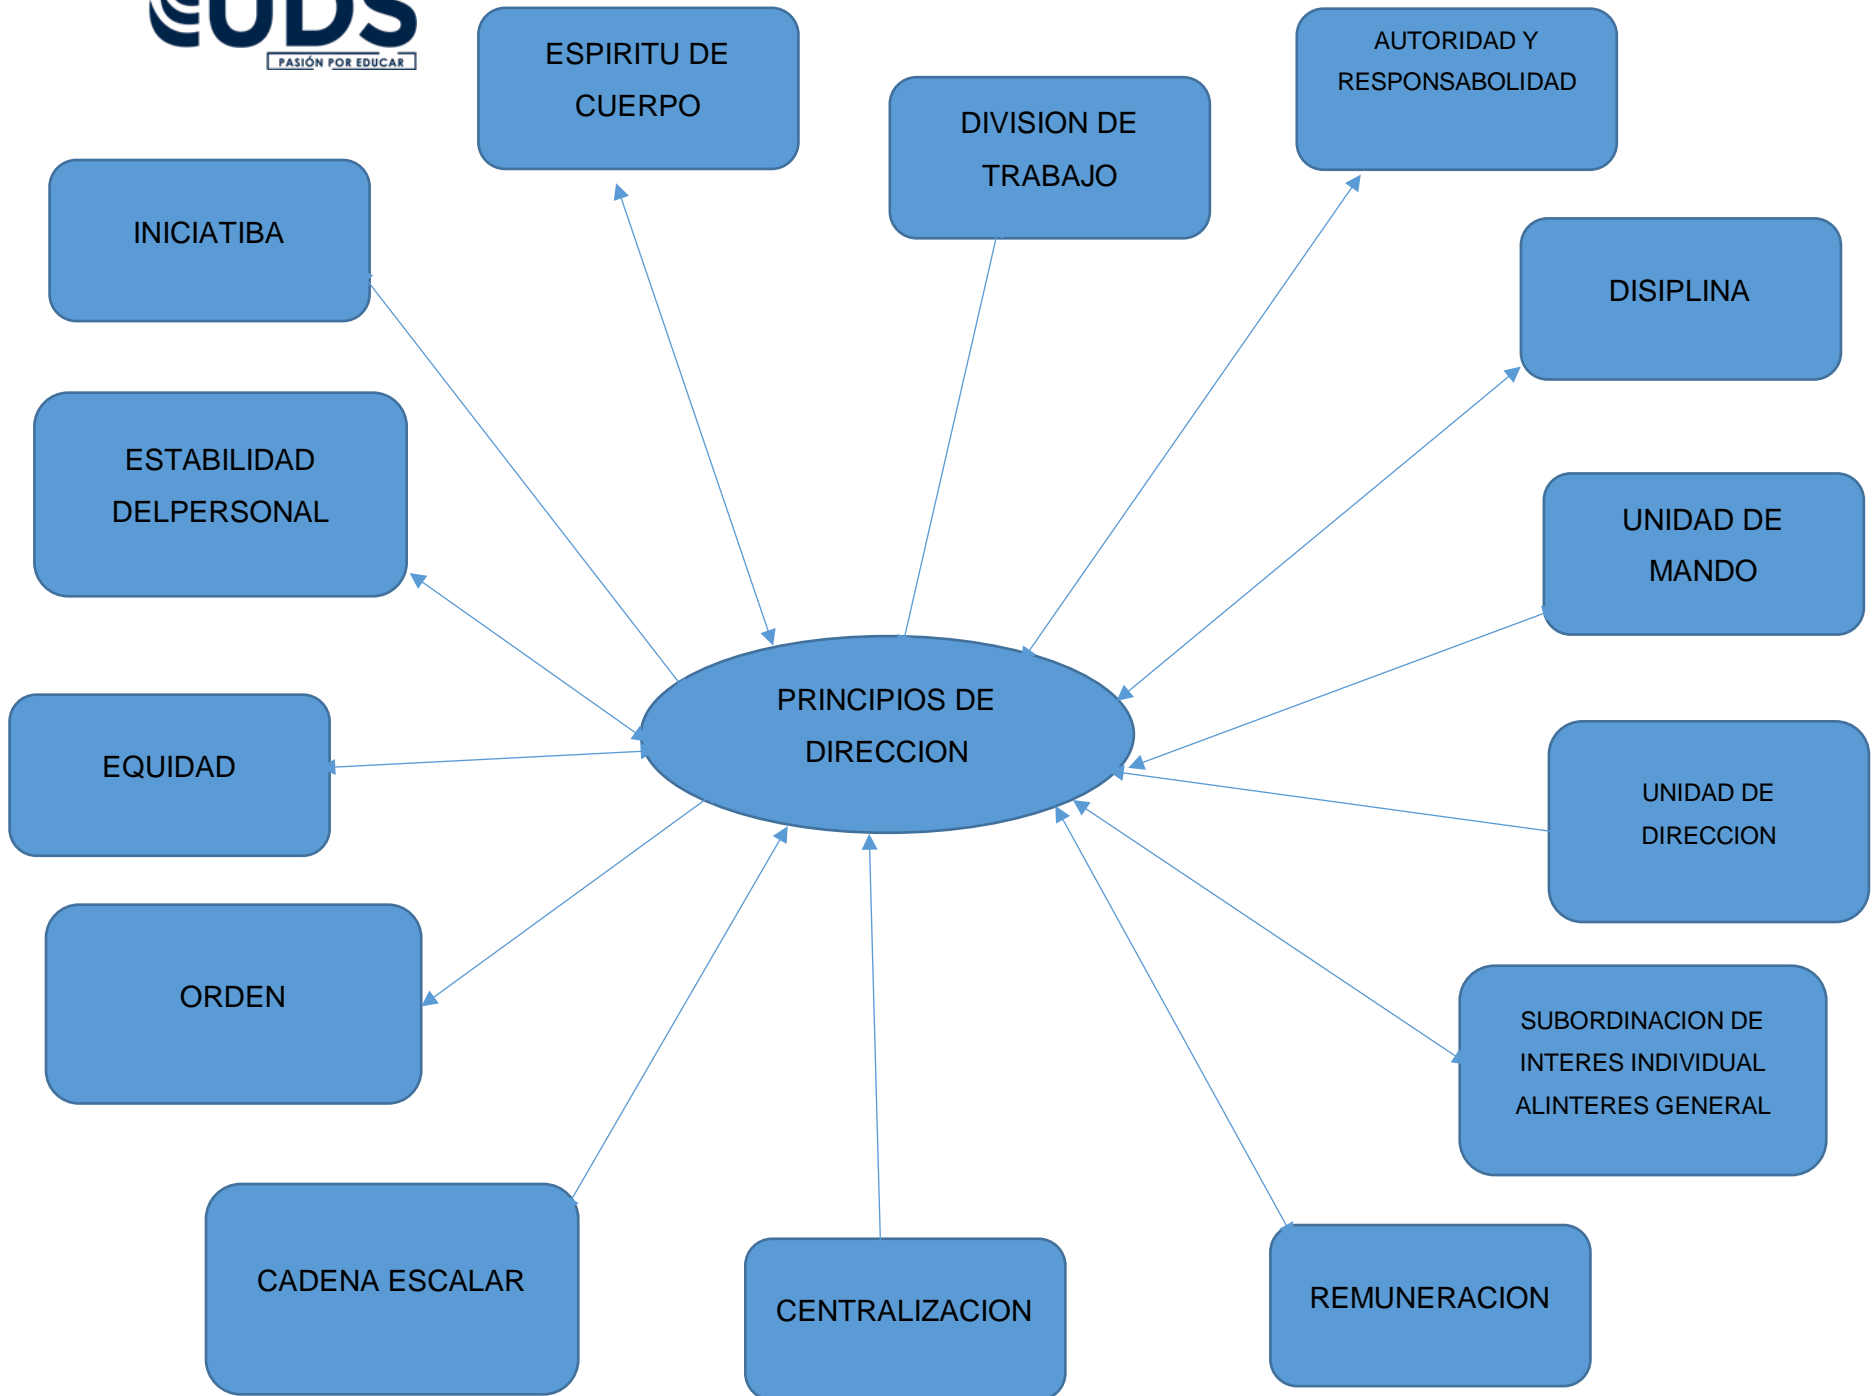 UDS
PASIÓN POR EDUCAR
ESPIRITU DE
CUERPO
DIVISION DE
TRABAJO
AUTORIDAD Y
RESPONSABOLIDAD
INICIATIBA
DISIPLINA
ESTABILIDAD
DELPERSONAL
UNIDAD DE
MANDO
PRINCIPIOS DE
DIRECCION
EQUIDAD
UNIDAD DE
DIRECCION
ORDEN
SUBORDINACION DE
INTERES INDIVIDUAL
ALINTERES GENERAL
CADENA ESCALAR
CENTRALIZACION
REMUNERACION